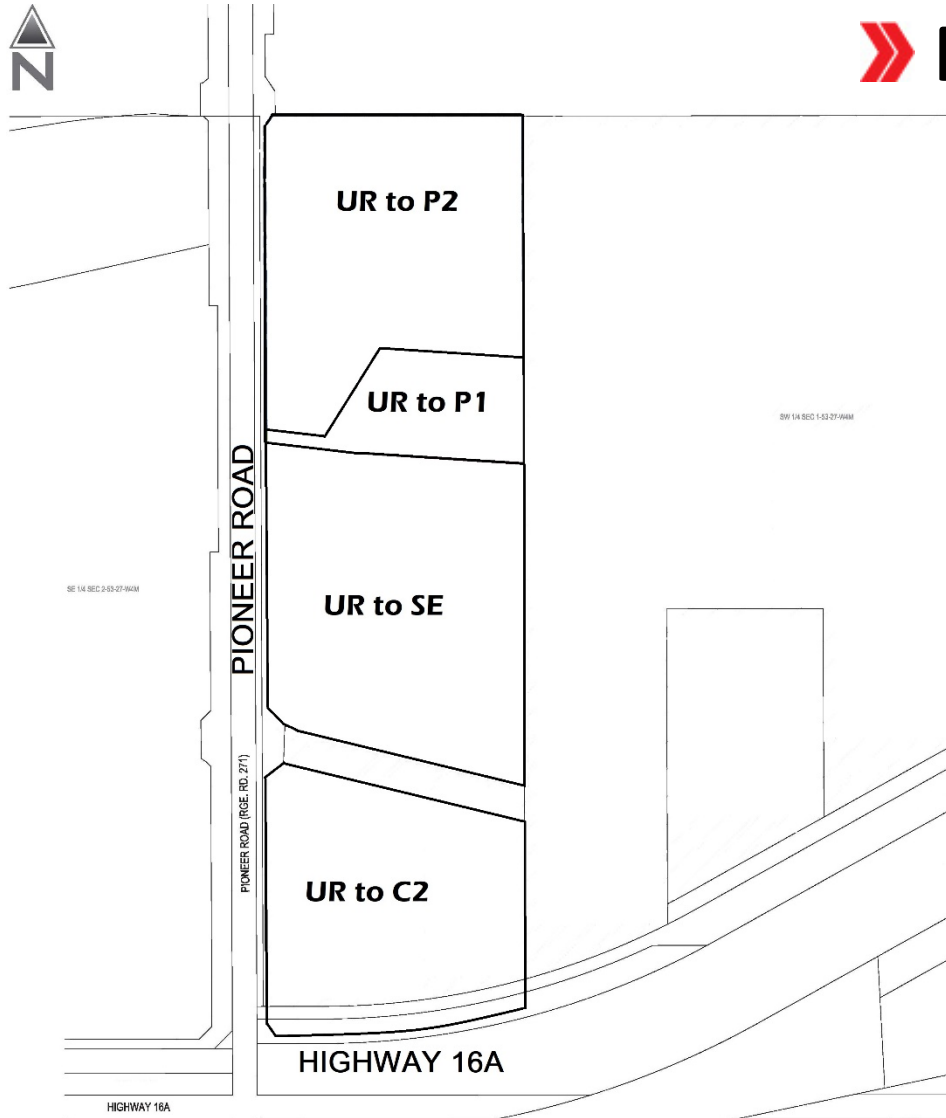 N
UR to P2
UR to P1
SW 1/4 SEC 1-53-27-W4M
PIONEER ROAD
SE 1/4 SEC 2-53-27-W4M
UR to SE
PIONEER ROAD (RGE. RD. 271)
UR to C2
HIGHWAY 16A
HIGHWAY 16A